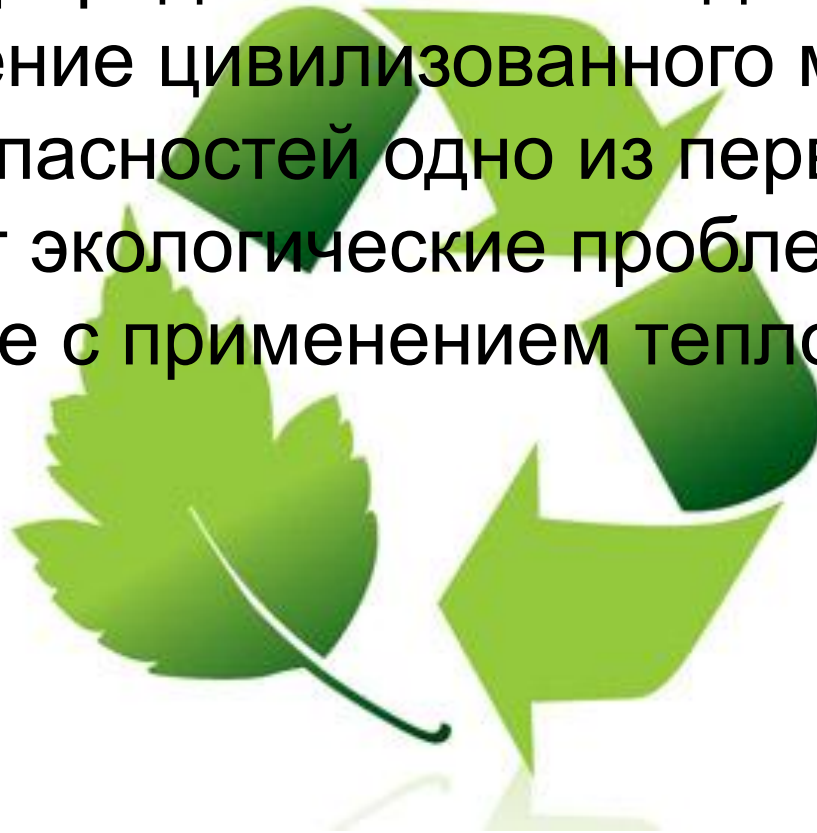 ение цивилизованного м
пасностей одно из перв
т экологические пробле
е с применением тепло